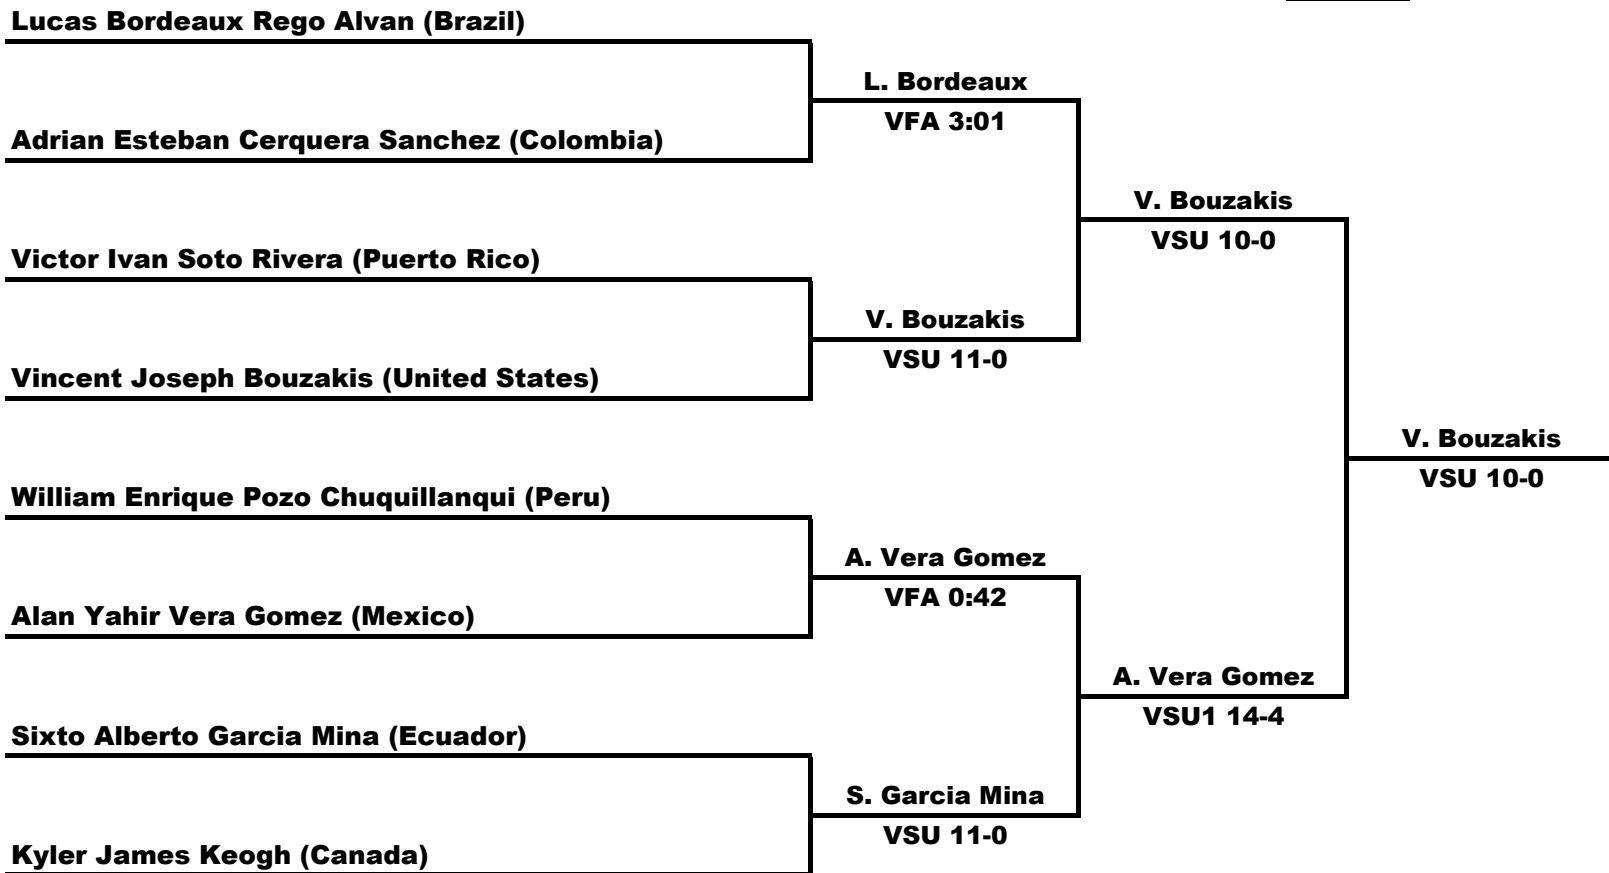 Lucas Bordeaux Rego Alvan (Brazil)
L. Bordeaux
VFA 3:01
Adrian Esteban Cerquera Sanchez (Colombia)
V. Bouzakis
VSU 10-0
Victor Ivan Soto Rivera (Puerto Rico)
V. Bouzakis
VSU 11-0
Vincent Joseph Bouzakis (United States)
V. Bouzakis
VSU 10-0
William Enrique Pozo Chuquillanqui (Peru)
A. Vera Gomez
VFA 0:42
Alan Yahir Vera Gomez (Mexico)
A. Vera Gomez
VSU1 14-4
Sixto Alberto Garcia Mina (Ecuador)
S. Garcia Mina
VSU 11-0
Kyler James Keogh (Canada)